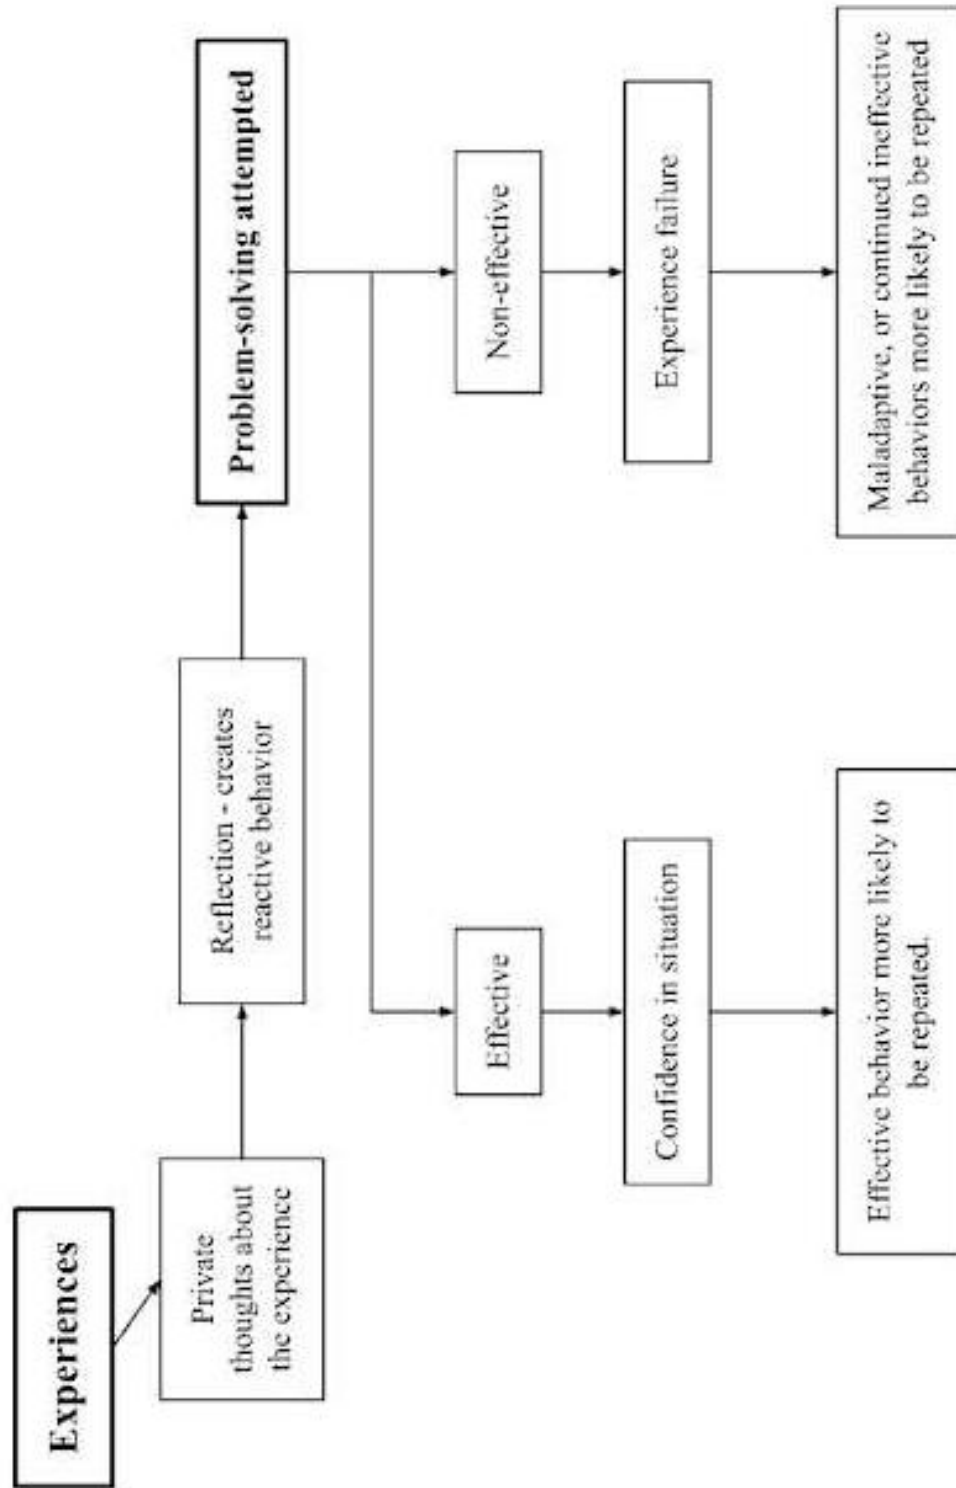 Experiences
Private
thoughts about
the experience
Reflection - creates
reactive behavior
Problem-solving attempted
Effective
Non-effective
Confidence in situation
Experience failure
Effective behavior more likely to
be repeated.
Maladaptive, or continued ineffective
behaviors more likely to be repeated